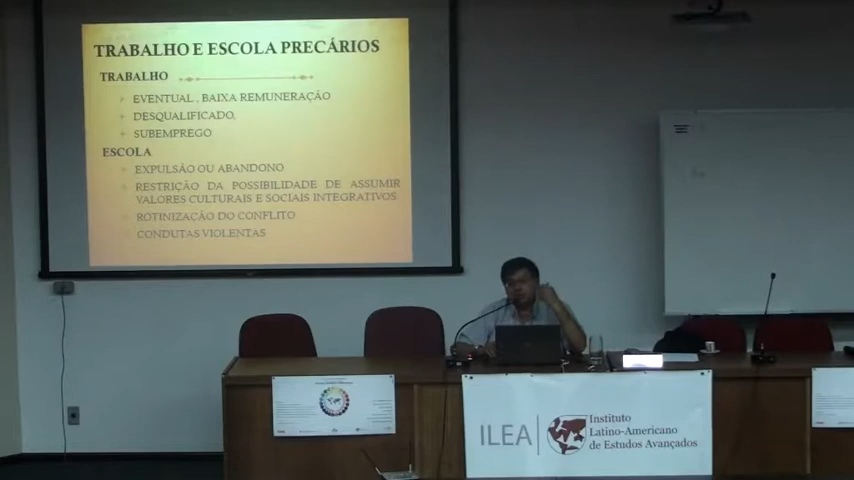 TRABALHO E ESCOLA PRECÁRIOS
TRABALHO
EVENTUAL , BAIXA REMUNERAÇÃO
DESQUALIFICADO,
SUBEMPREGO
ESCOLA
EXPULSÃO OU ABANDONO
RESTRIÇÃO DA POSSIBILIDADE DE ASSUMIR
VALORES CULTURAIS E SOCIAIS INTEGRATIVOS
ROTINIZAÇÃO DO CONFLITO
CONDUTAS VIOLENTAS
ILEA
Instituto
Latino-Americano
de Estudos Avançados